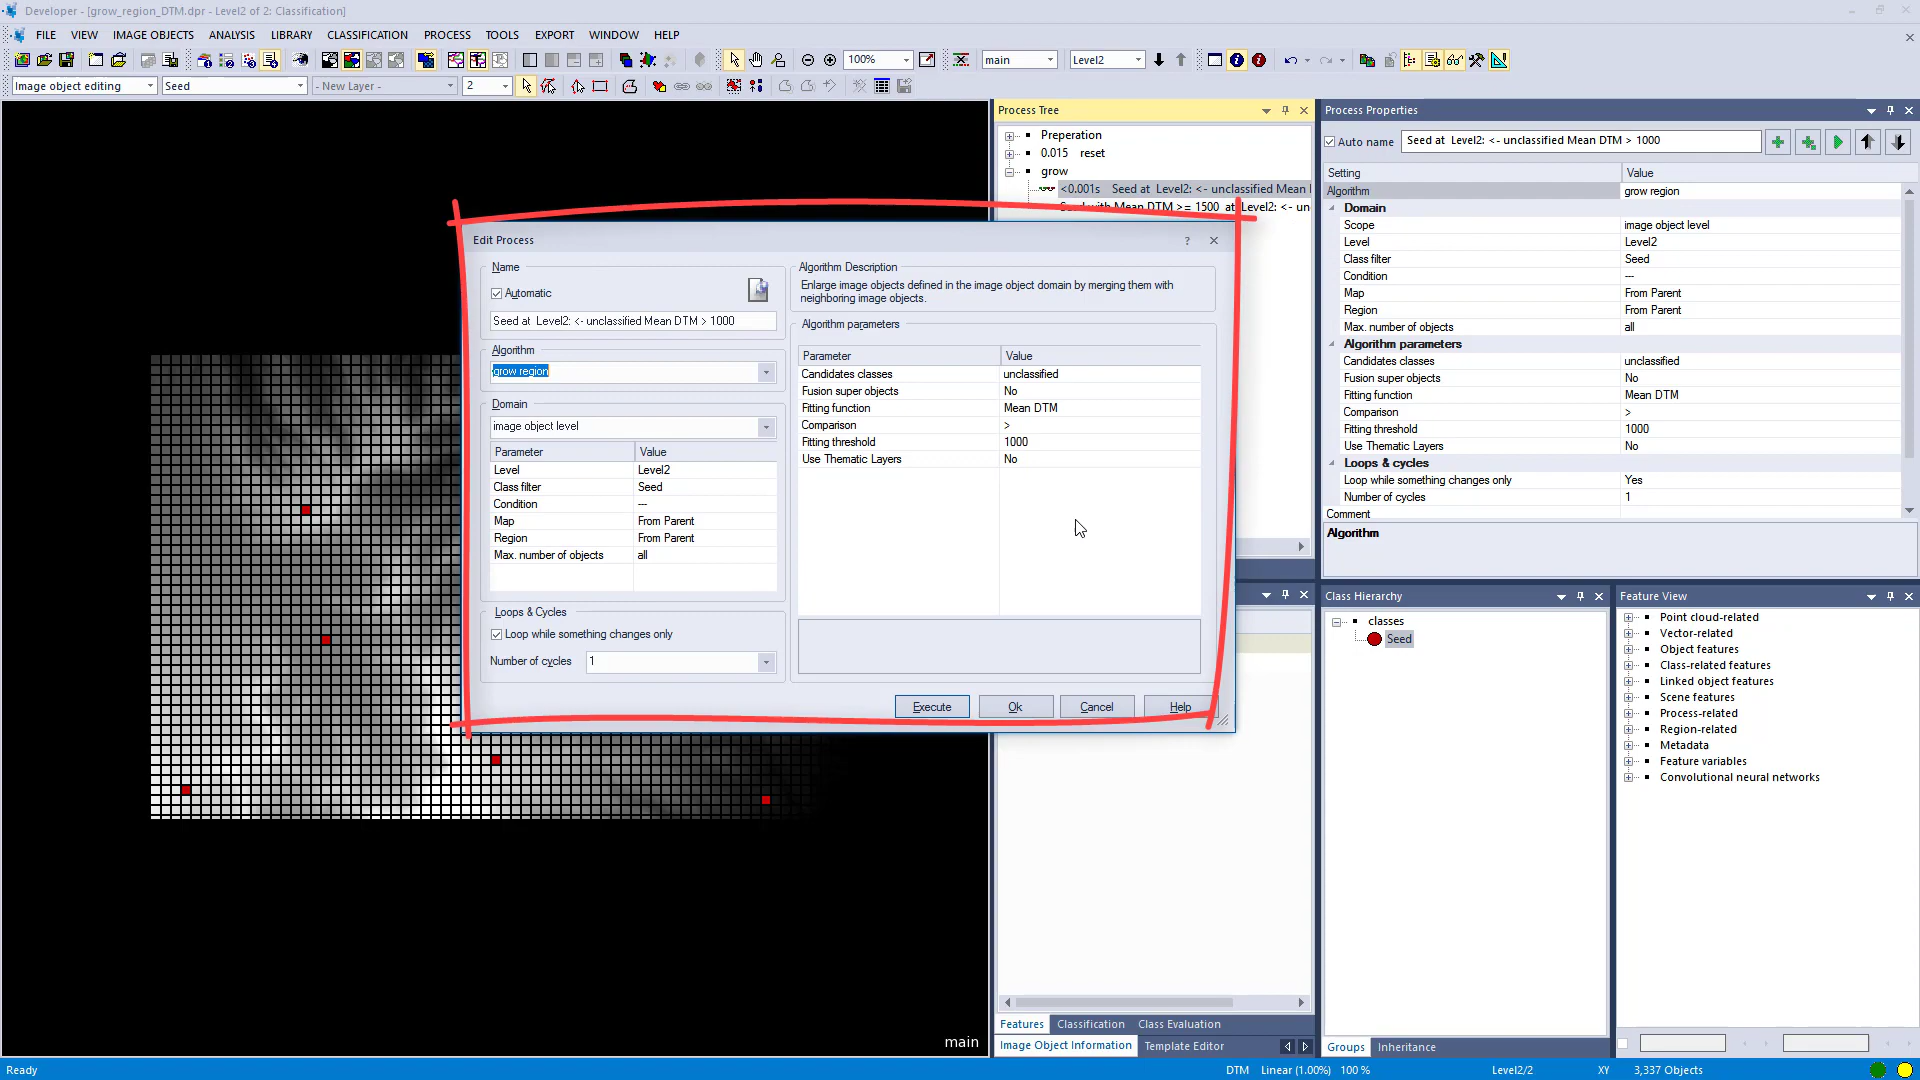 Developer - [grow_region_DTM.dpr - Level2 of 2: Classification]
FILE VIEW IMAGE OBJECTS ANALYSIS LIBRARY CLASSIFICATION PROCESS TOOLS EXPORT WINDOW HELP
100% main Level2
Image object editing Seed - New Layer - 2
Process Tree
Preperation
0.015 reset
grow
<0.001s Seed at Level2: <- unclassified Mean
with Mean DTM >= 1500 at Level2: <- un
Process Properties
Auto name Seed at Level2: <- unclassified Mean DTM > 1000
Setting Value
Algorithm grow region
Domain
Scope image object level
Level Level2
Class filter Seed
Condition ---
Map From Parent
Region From Parent
Max. number of objects all
Algorithm parameters
Candidates classes unclassified
Fusion super objects No
Fitting function Mean DTM
Comparison >
Fitting threshold 1000
Use Thematic Layers No
Loops & cycles
Loop while something changes only Yes
Number of cycles 1
Comment
Algorithm
Edit Process ?
Name
Automatic
Seed at Level2: <- unclassified Mean DTM > 1000
Algorithm
grow region
Domain
image object level
Parameter Value
Level Level2
Class filter Seed
Condition ---
Map From Parent
Region From Parent
Max. number of objects all
Loops & Cycles
Loop while something changes only
Number of cycles 1
Algorithm Description
Enlarge image objects defined in the image object domain by merging them with
neighboring image objects.
Algorithm parameters
Parameter Value
Candidates classes unclassified
Fusion super objects No
Fitting function Mean DTM
Comparison >
Fitting threshold 1000
Use Thematic Layers No
Execute Ok Cancel Help
Class Hierarchy
classes
Seed
Groups Inheritance
Feature View
Point cloud-related
Vector-related
Object features
Class-related features
Linked object features
Scene features
Process-related
Region-related
Metadata
Feature variables
Convolutional neural networks
main
Features Classification Class Evaluation
Image Object Information Template Editor
Ready DTM Linear (1.00%) 100 % Level2/2 XY 3,337 Objects